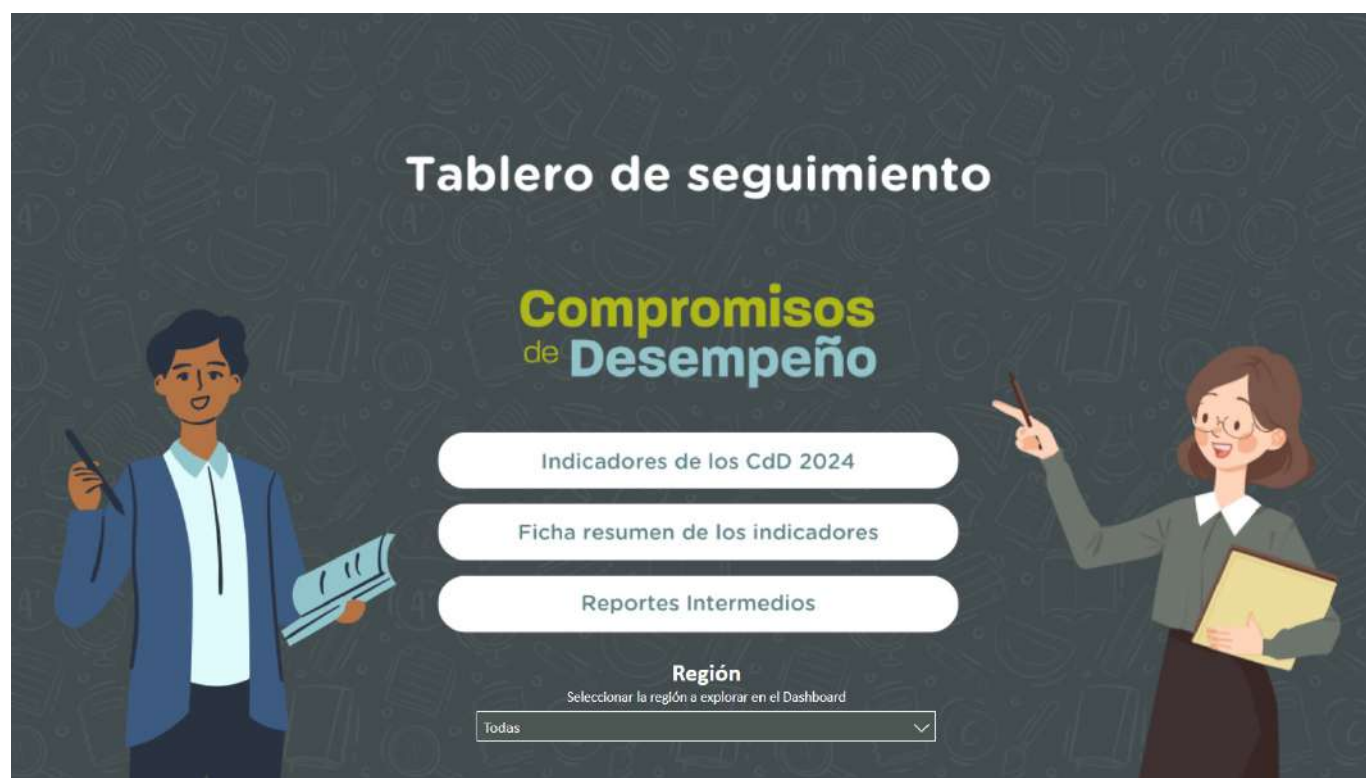 Tablero de seguimiento
Compromisos
de Desempeño
Indicadores de los CdD 2024
Ficha resumen de los indicadores
Reportes Intermedios
Región
Seleccionar la región a explorar en el Dashboard
Todas